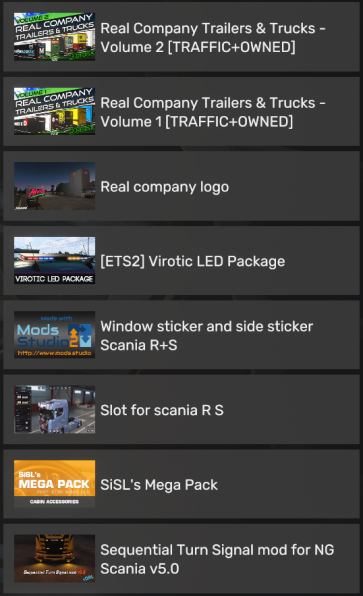 VOLUME 2
REAL COMPANY
TRAILERS & TRUCKS
Real Company Trailers & Trucks -
Volume 2 [TRAFFIC+OWNED]
VOLUME 1
REAL COMPANY
TRAILERS & TRUCKS
Real Company Trailers & Trucks -
Volume 1 [TRAFFIC+OWNED]
Real company logo
VIROTIC LED PACKAGE
[ETS2] Virotic LED Package
Made with
Mods
Studio2
http://www.mods.studio
Window sticker and side sticker
Scania R+S
Slot for scania R S
SiSL's
MEGA PACK
CABIN ACCESSORIES
SiSL's Mega Pack
Sequential Turn Signal mod v5.0
Sequential Turn Signal mod for NG
Scania v5.0